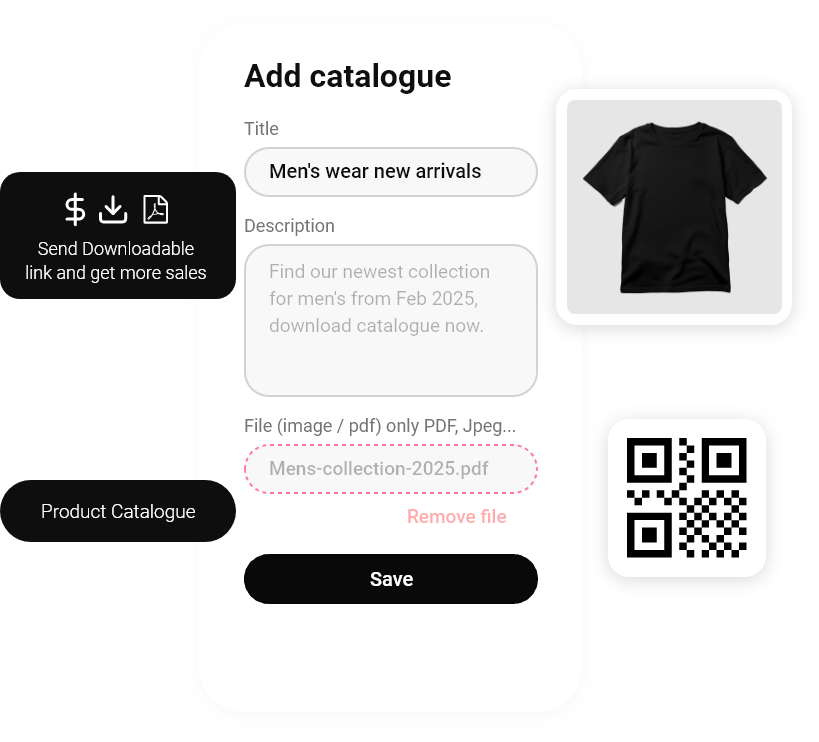 Add catalogue
Title
Men's wear new arrivals
Send Downloadable
link and get more sales
Description
Find our newest collection
for men's from Feb 2025,
download catalogue now.
File (image / pdf) only PDF, Jpeg...
Mens-collection-2025.pdf
Product Catalogue
Remove file
Save